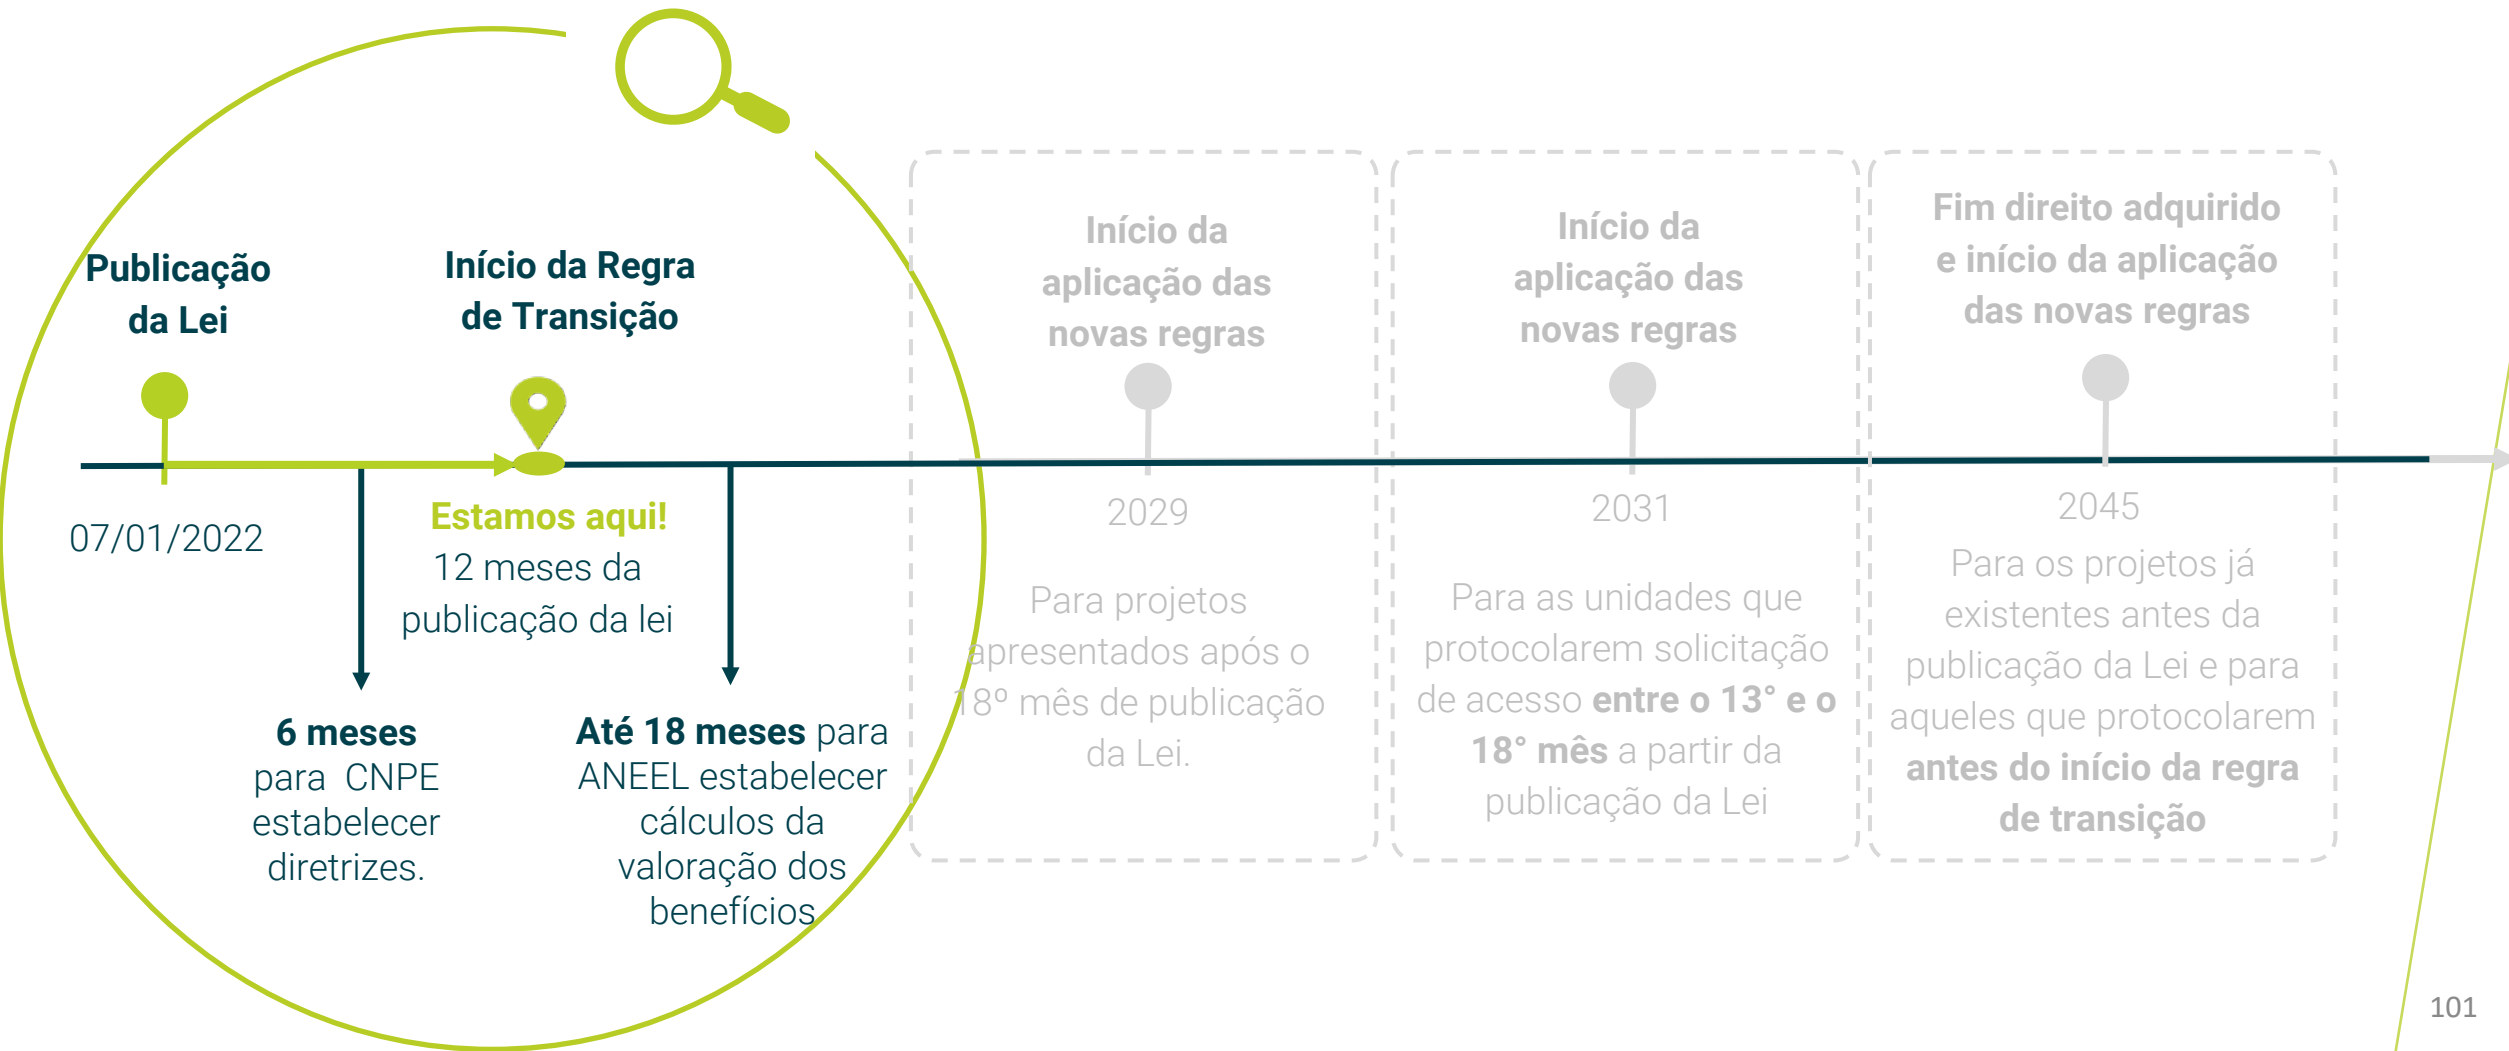 Publicação
da Lei
07/01/2022
6 meses
para CNPE
estabelecer
diretrizes.
Início da Regra
de Transição
Estamos aqui!
12 meses da
publicação da lei
Até 18 meses para
ANEEL estabelecer
cálculos da
valoração dos
benefícios
Início da
aplicação das
novas regras
2029
Para projetos
apresentados após o
18º mês de publicação
da Lei.
Início da
aplicação das
novas regras
2031
Para as unidades que
protocolarem solicitação
de acesso entre o 13° e o
18° mês a partir da
publicação da Lei
Fim direito adquirido
e início da aplicação
das novas regras
2045
Para os projetos já
existentes antes da
publicação da Lei e para
aqueles que protocolarem
antes do início da regra
de transição
101